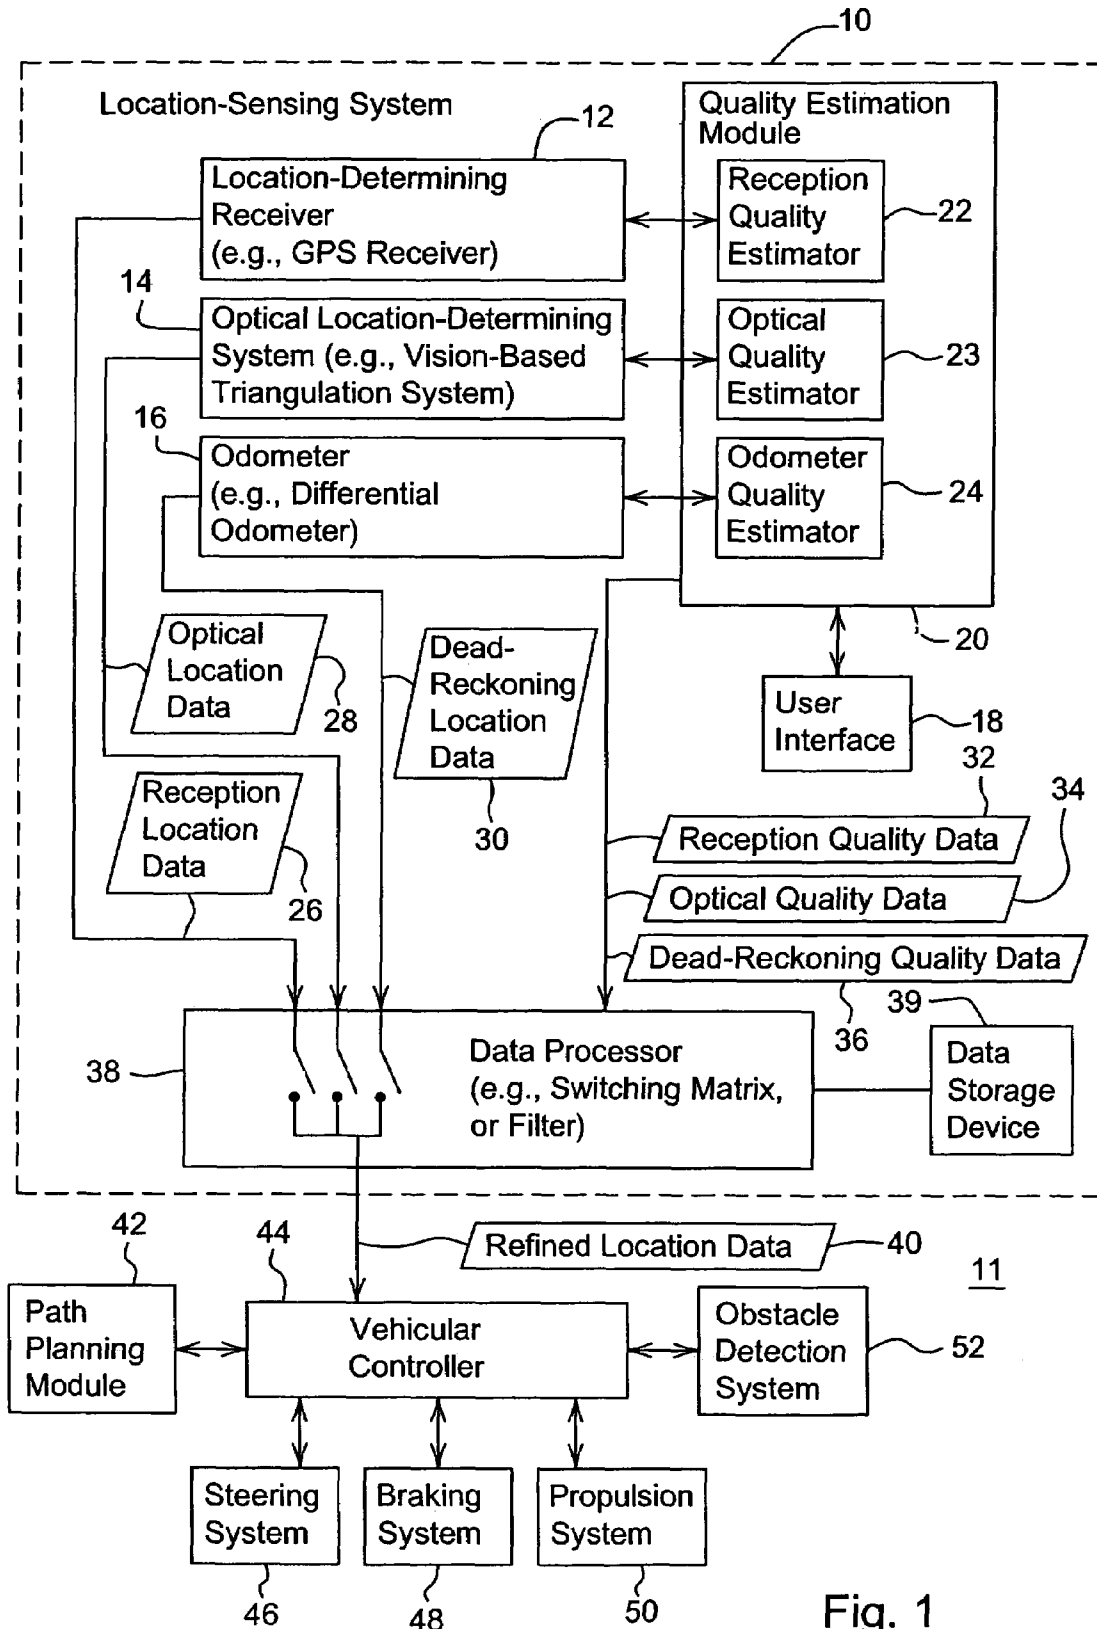 10
Location-Sensing System
Quality Estimation
Module
12
Location-Determining
Receiver
(e.g., GPS Receiver)
Reception
Quality
Estimator
22
14
Optical Location-Determining
System (e.g., Vision-Based
Triangulation System)
Optical
Quality
Estimator
23
16
Odometer
(e.g., Differential
Odometer)
Odometer
Quality
Estimator
24
20
Optical
Location
Data
28
Dead-
Reckoning
Location
Data
30
User
Interface
18
32
34
Reception
Location
Data
26
Reception Quality Data
Optical Quality Data
Dead-Reckoning Quality Data
36
39
38
Data Processor
(e.g., Switching Matrix,
or Filter)
Data
Storage
Device
42
44
Refined Location Data
40
11
Path
Planning
Module
Vehicular
Controller
Obstacle
Detection
System
52
Steering
System
Braking
System
Propulsion
System
46
48
50
Fig. 1